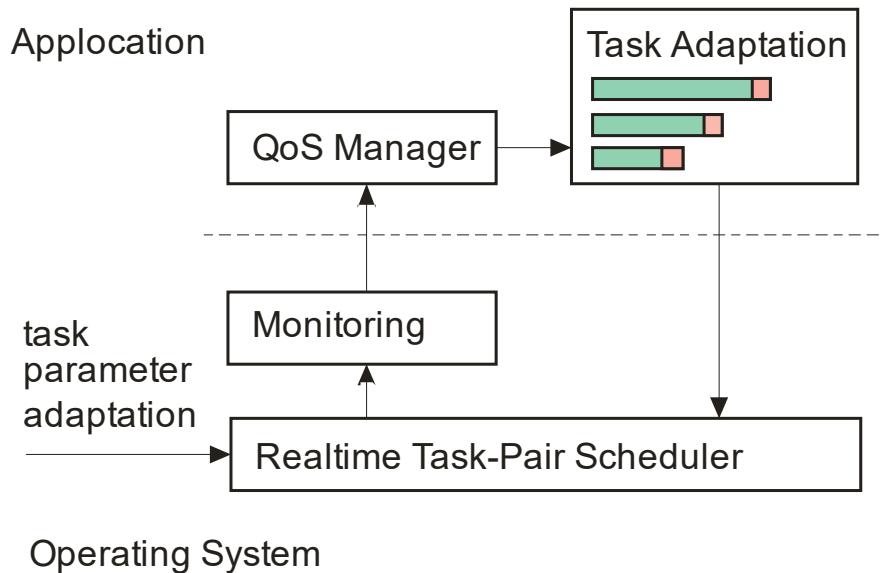 Applocation
Task Adaptation
QoS Manager
Monitoring
task
parameter
adaptation
Realtime Task-Pair Scheduler
Operating System